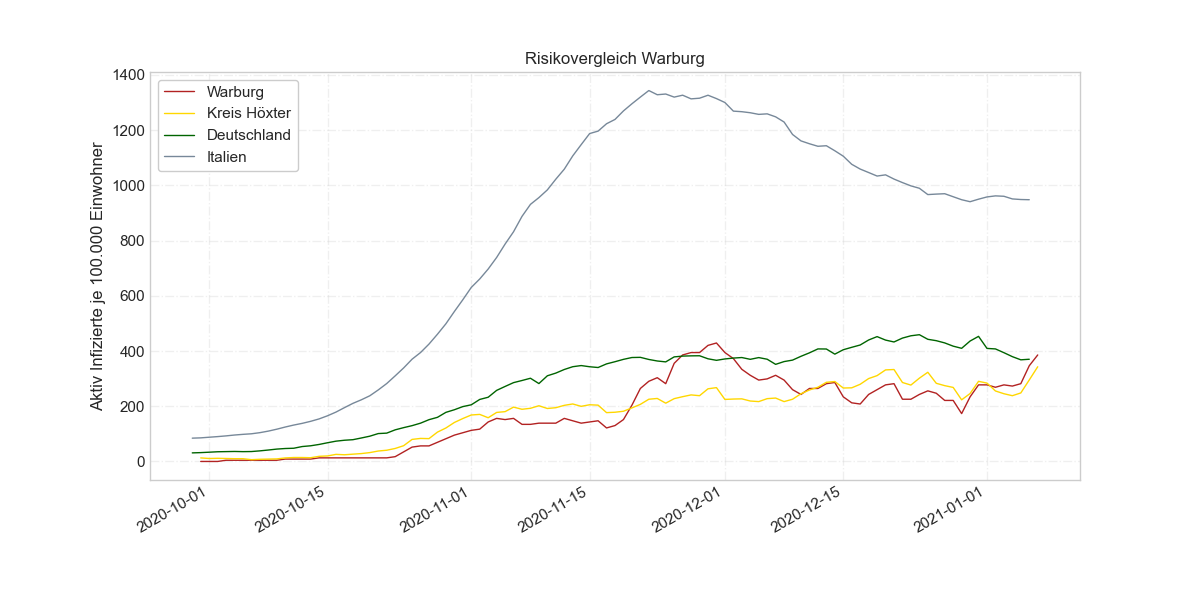 Risikovergleich Warburg
Aktiv Infizierte je 100.000 Einwohner
1400
1200
1000
800
600
400
200
0
Warburg
Kreis Höxter
Deutschland
Italien
2020-10-01
2020-10-15
2020-11-01
2020-11-15
2020-12-01
2020-12-15
2021-01-01